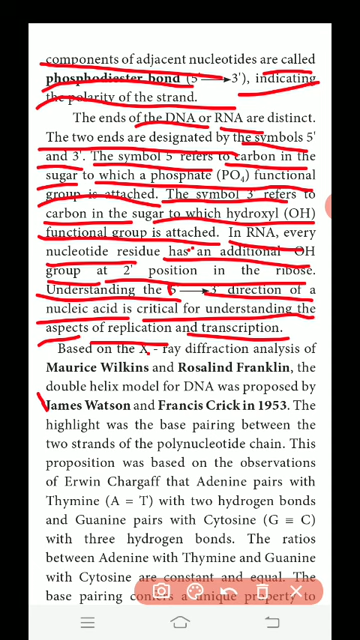 components of adjacent nucleotides are called
phosphodiester bond (5' → 3'), indicating
the polarity of the strand.
The ends of the DNA or RNA are distinct.
The two ends are designated by the symbols 5'
and 3'. The symbol 5' refers to carbon in the
sugar to which a phosphate (PO4) functional
group is attached. The symbol 3' refers to
carbon in the sugar to which hydroxyl (OH)
functional group is attached. In RNA, every
nucleotide residue has an additional OH
group at 2' position in the ribose.
Understanding the 5' → 3' direction of a
nucleic acid is critical for understanding the
aspects of replication and transcription.
Based on the X - ray diffraction analysis of
Maurice Wilkins and Rosalind Franklin, the
double helix model for DNA was proposed by
James Watson and Francis Crick in 1953. The
highlight was the base pairing between the
two strands of the polynucleotide chain. This
proposition was based on the observations
of Erwin Chargaff that Adenine pairs with
Thymine (A = T) with two hydrogen bonds
and Guanine pairs with Cytosine (G ≡ C)
with three hydrogen bonds. The ratios
between Adenine with Thymine and Guanine
with Cytosine are constant and equal. The
base pairing confers a unique property to